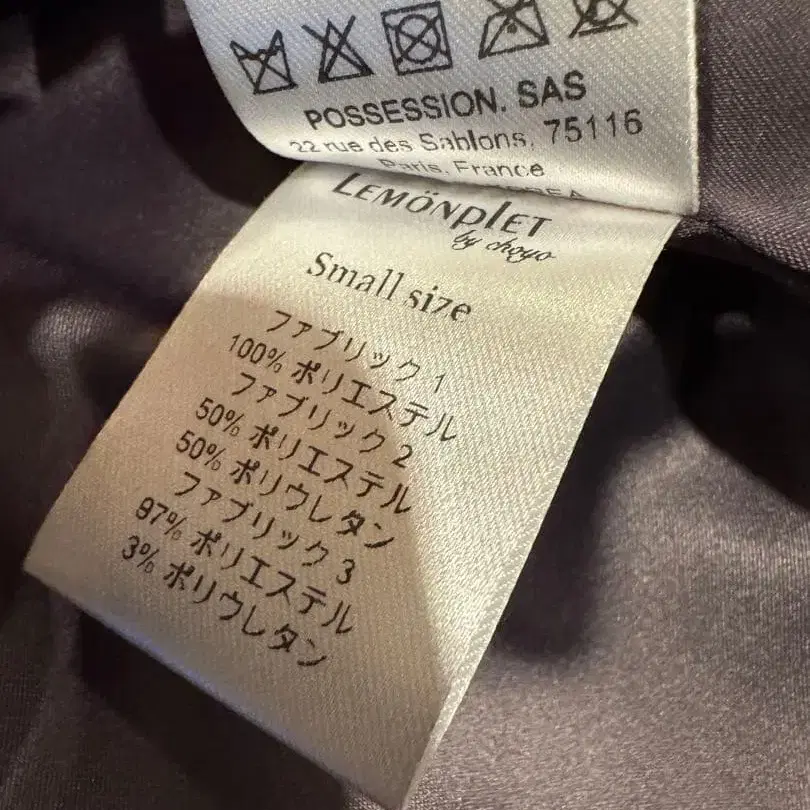 POSSESSION. SAS
22 rue des Sablons, 75116
Paris, France
KOREA
LEMÖNPLET
by choyo
Small size
ファブリック 1
100% ポリエステル
ファブリック 2
50% ポリエステル
50% ポリウレタン
ファブリック 3
97% ポリエステル
3% ポリウレタン